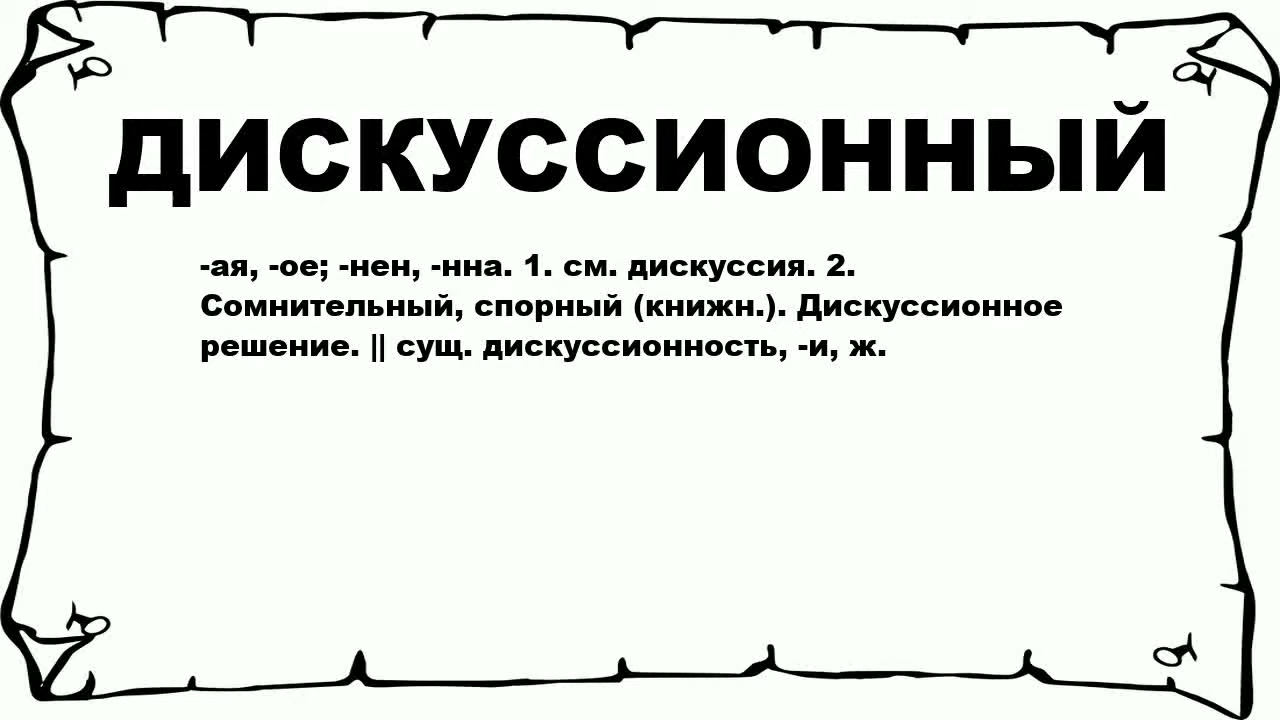 ДИСКУССИОННЫЙ
-ая, -ое; -нен, -нна. 1. см. дискуссия. 2.
Сомнительный, спорный (книжн.). Дискуссионное
решение. || сущ. дискуссионность, -и, ж.